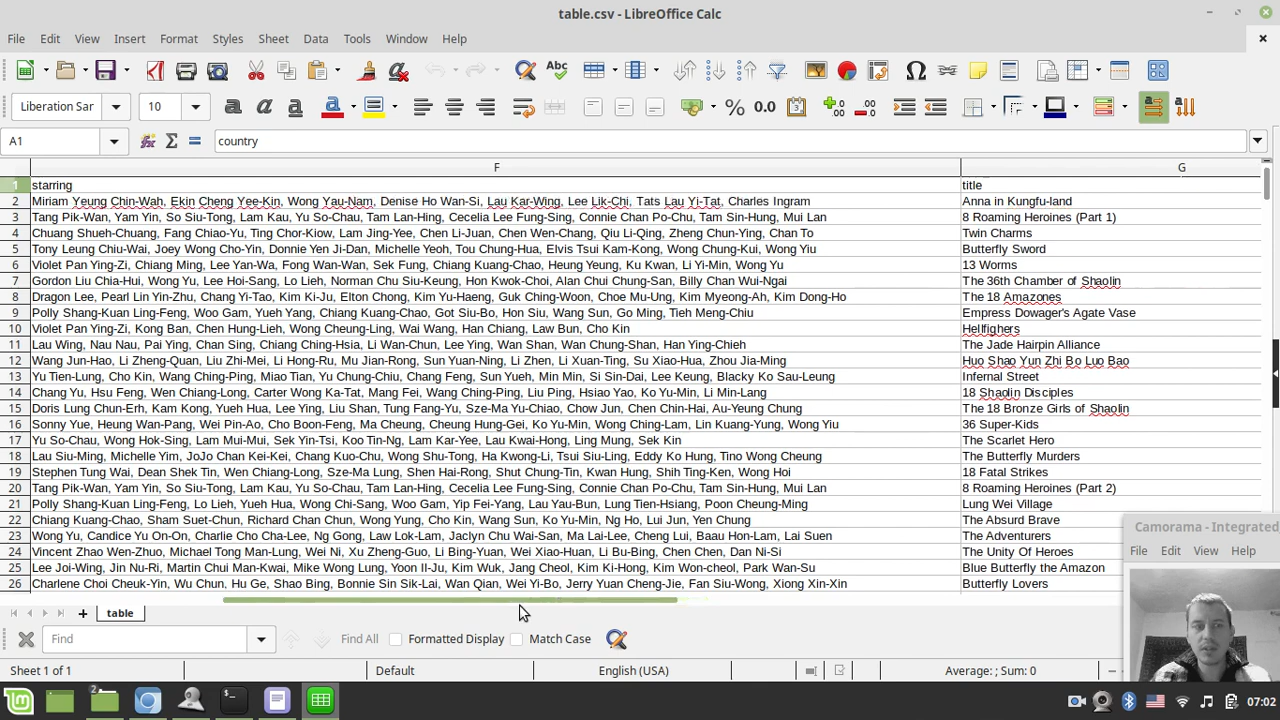 table.csv - LibreOffice Calc
File Edit View Insert Format Styles Sheet Data Tools Window Help
Liberation Sar 10
A1 country
F G
1 starring title
2 Miriam Yeung Chin-Wah, Ekin Cheng Yee-Kin, Wong Yau-Nam, Denise Ho Wan-Si, Lau Kar-Wing, Lee Lik-Chi, Tats Lau Yi-Tat, Charles Ingram Anna in Kungfu-land
3 Tang Pik-Wan, Yam Yin, So Siu-Tong, Lam Kau, Yu So-Chau, Tam Lan-Hing, Cecelia Lee Fung-Sing, Connie Chan Po-Chu, Tam Sin-Hung, Mui Lan 8 Roaming Heroines (Part 1)
4 Chuang Shueh-Chuang, Fang Chiao-Yu, Ting Chor-Kiow, Lam Jing-Yee, Chen Li-Juan, Chen Wen-Chang, Qiu Li-Qing, Zheng Chun-Ying, Chan To Twin Charms
5 Tony Leung Chiu-Wai, Joey Wong Cho-Yin, Donnie Yen Ji-Dan, Michelle Yeoh, Tou Chung-Hua, Elvis Tsui Kam-Kong, Wong Chung-Kui, Wong Yiu Butterfly Sword
6 Violet Pan Ying-Zi, Chiang Ming, Lee Yan-Wa, Fong Wan-Wan, Sek Fung, Chiang Kuang-Chao, Heung Yeung, Ku Kwan, Li Yi-Min, Wong Yu 13 Worms
7 Gordon Liu Chia-Hui, Wong Yu, Lee Hoi-Sang, Lo Lieh, Norman Chu Siu-Keung, Hon Kwok-Choi, Alan Chui Chung-San, Billy Chan Wui-Ngai The 36th Chamber of Shaolin
8 Dragon Lee, Pearl Lin Yin-Zhu, Chang Yi-Tao, Kim Ki-Ju, Elton Chong, Kim Yu-Haeng, Guk Ching-Woon, Choe Mu-Ung, Kim Myeong-Ah, Kim Dong-Ho The 18 Amazones
9 Polly Shang-Kuan Ling-Feng, Woo Gam, Yueh Yang, Chiang Kuang-Chao, Got Siu-Bo, Hon Siu, Wang Sun, Go Ming, Tieh Meng-Chiu Empress Dowager's Agate Vase
10 Violet Pan Ying-Zi, Kong Ban, Chen Hung-Lieh, Wong Cheung-Ling, Wai Wang, Han Chiang, Law Bun, Cho Kin Hellfighers
11 Lau Wing, Nau Nau, Pai Ying, Chan Sing, Chiang Ching-Hsia, Li Wan-Chun, Lee Ying, Wan Shan, Wan Chung-Shan, Han Ying-Chieh The Jade Hairpin Alliance
12 Wang Jun-Hao, Li Zheng-Quan, Liu Zhi-Mei, Li Hong-Ru, Mu Jian-Rong, Sun Yuan-Ning, Li Zhen, Li Xuan-Ting, Su Xiao-Hua, Zhou Jia-Ming Huo Shao Yun Zhi Bo Luo Bao
13 Yu Tien-Lung, Cho Kin, Wang Ching-Ping, Miao Tian, Yu Chung-Chiu, Chang Feng, Sun Yueh, Min Min, Si Sin-Dai, Lee Keung, Blacky Ko Sau-Leung Infernal Street
14 Chang Yu, Hsu Feng, Wen Chiang-Long, Carter Wong Ka-Tat, Mang Fei, Wang Ching-Ping, Liu Ping, Hsiao Yao, Ko Yu-Min, Li Min-Lang 18 Shaolin Disciples
15 Doris Lung Chun-Erh, Kam Kong, Yueh Hua, Lee Ying, Liu Shan, Tung Fang-Yu, Sze-Ma Yu-Chiao, Chow Jun, Chen Chin-Hai, Au-Yeung Chung The 18 Bronze Girls of Shaolin
16 Sonny Yue, Heung Wan-Pang, Wei Pin-Ao, Cho Boon-Feng, Ma Cheung, Cheung Hung-Gei, Ko Yu-Min, Wong Ching-Lam, Lin Kuang-Yung, Wong Yiu 36 Super-Kids
17 Yu So-Chau, Wong Hok-Sing, Lam Mui-Mui, Sek Yin-Tsi, Koo Tin-Ng, Lam Kar-Yee, Lau Kwai-Hong, Ling Mung, Sek Kin The Scarlet Hero
18 Lau Siu-Ming, Michelle Yim, JoJo Chan Kei-Kei, Chang Kuo-Chu, Wong Shu-Tong, Ha Kwong-Li, Tsui Siu-Ling, Eddy Ko Hung, Tino Wong Cheung The Butterfly Murders
19 Stephen Tung Wai, Dean Shek Tin, Wen Chiang-Long, Sze-Ma Lung, Shen Hai-Rong, Shut Chung-Tin, Kwan Hung, Shih Ting-Ken, Wong Hoi 18 Fatal Strikes
20 Tang Pik-Wan, Yam Yin, So Siu-Tong, Lam Kau, Yu So-Chau, Tam Lan-Hing, Cecelia Lee Fung-Sing, Connie Chan Po-Chu, Tam Sin-Hung, Mui Lan 8 Roaming Heroines (Part 2)
21 Polly Shang-Kuan Ling-Feng, Lo Lieh, Yueh Hua, Wong Chi-Sang, Woo Gam, Yip Fei-Yang, Lau Yau-Bun, Lung Tien-Hsiang, Poon Cheung-Ming Lung Wei Village
22 Chiang Kuang-Chao, Sham Suet-Chun, Richard Chan Chun, Wong Yung, Cho Kin, Wang Sun, Ko Yu-Min, Ng Ho, Lui Jun, Yen Chung The Absurd Brave
23 Wong Yu, Candice Yu On-On, Charlie Cho Cha-Lee, Ng Gong, Law Lok-Lam, Jaclyn Chu Wai-San, Ma Lai-Lee, Cheng Lui, Baau Hon-Lam, Lai Suen The Adventurers
24 Vincent Zhao Wen-Zhuo, Michael Tong Man-Lung, Wei Ni, Xu Zheng-Guo, Li Bing-Yuan, Wei Xiao-Huan, Li Bu-Bing, Chen Chen, Dan Ni-Si The Unity Of Heroes
25 Lee Joi-Wing, Jin Nu-Ri, Martin Chui Man-Kwai, Mike Wong Lung, Yoon Il-Ju, Kim Wuk, Jang Cheol, Kim Ki-Hong, Kim Won-cheol, Park Wan-Su Blue Butterfly the Amazon
26 Charlene Choi Cheuk-Yin, Wu Chun, Hu Ge, Shao Bing, Bonnie Sin Sik-Lai, Wan Qian, Wei Yi-Bo, Jerry Yuan Cheng-Jie, Fan Siu-Wong, Xiong Xin-Xin Butterfly Lovers
Camorama - Integrated
File Edit View Help
table
Find Find All Formatted Display Match Case
Sheet 1 of 1 Default English (USA) Average: ; Sum: 0
2 07:02